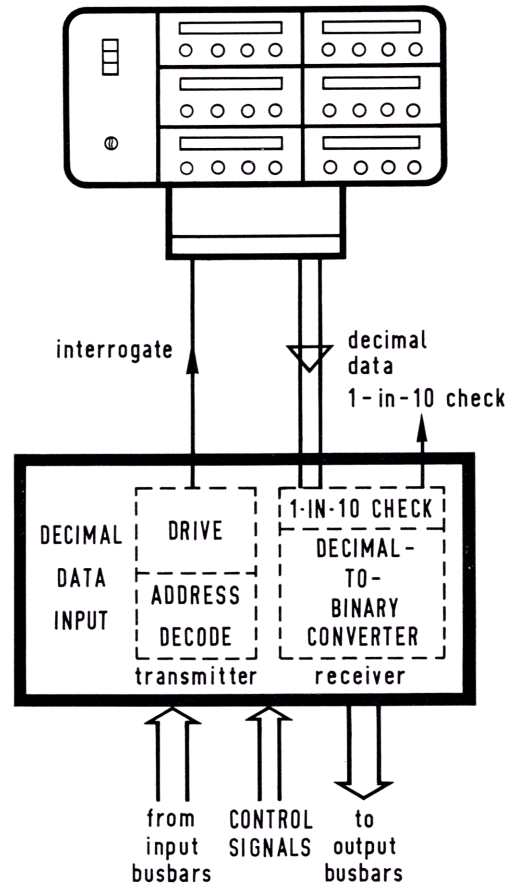 interrogate
decimal
data
1-in-10 check
DECIMAL
DATA
INPUT
DRIVE
ADDRESS
DECODE
transmitter
1-IN-10 CHECK
DECIMAL-
TO-
BINARY
CONVERTER
receiver
from
input
busbars
CONTROL
SIGNALS
to
output
busbars